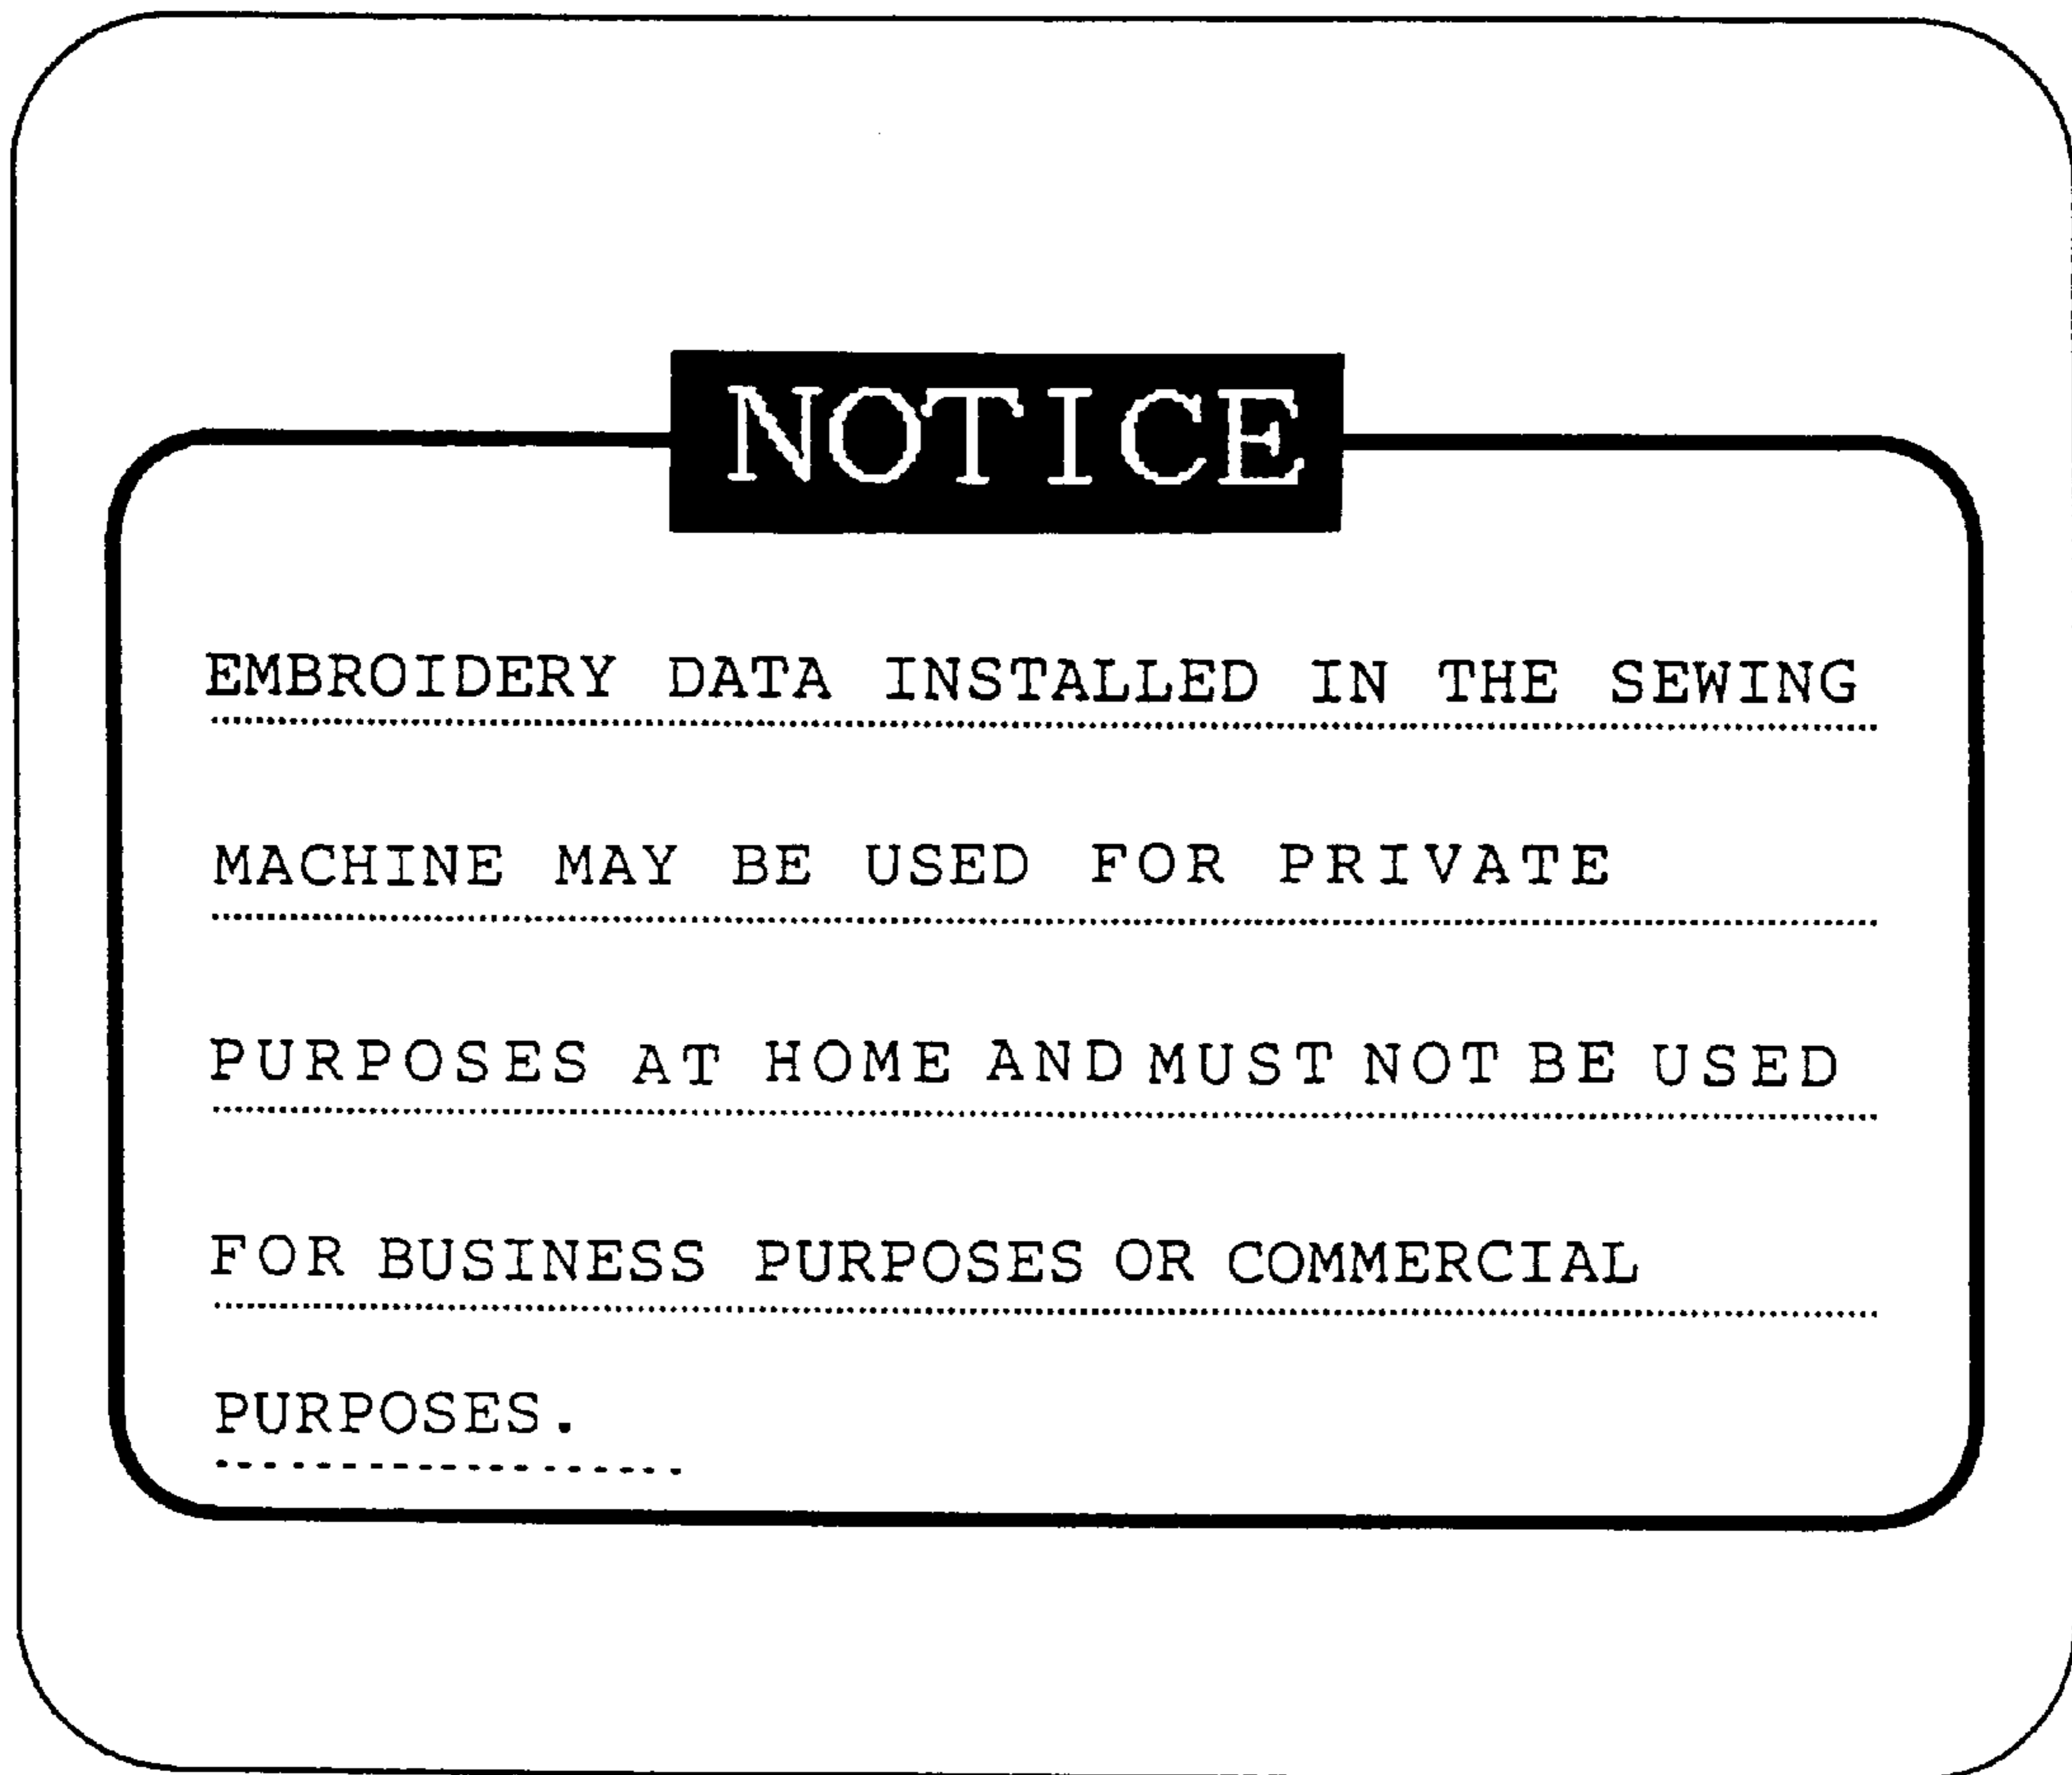 NOTICE
EMBROIDERY DATA INSTALLED IN THE SEWING
MACHINE MAY BE USED FOR PRIVATE
PURPOSES AT HOME AND MUST NOT BE USED
FOR BUSINESS PURPOSES OR COMMERCIAL
PURPOSES.